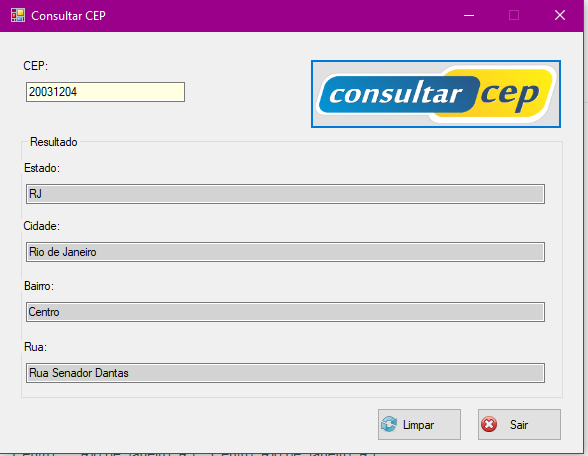 Consultar CEP
CEP:
20031204
consultar cep
Resultado
Estado:
RJ
Cidade:
Rio de Janeiro
Bairro:
Centro
Rua:
Rua Senador Dantas
Limpar
Sair